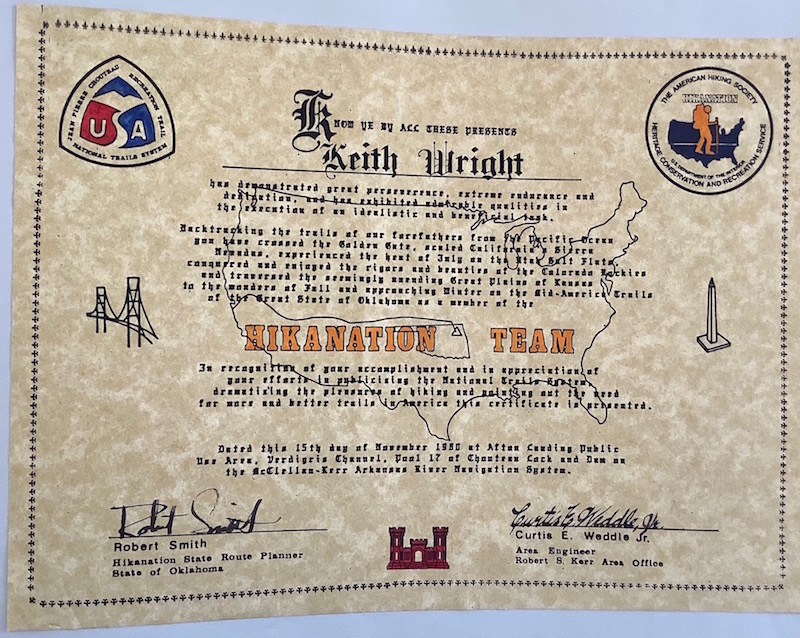 JEAN PIERRE CHOUTEAU RECREATION TRAIL
USA
NATIONAL TRAILS SYSTEM
THE AMERICAN HIKING SOCIETY
HIKANATION
U.S. DEPARTMENT OF THE INTERIOR
HERITAGE CONSERVATION AND RECREATION SERVICE
Know ye by all these presents
Keith Wright
has demonstrated great perseverence, extreme endurance and
dedication, and has exhibited admirable qualities in
the execution of an idealistic and beneficial task.
Backtracking the trails of our forefathers from the Pacific Ocean
you have crossed the Golden Gate, scaled California's Sierra
Nevadas, experienced the heat of July on the Utah Salt Flats,
conquered and enjoyed the rigors and beauties of the Colorado Rockies
and traversed the seemingly unending Great Plains of Kansas
to the wonders of Fall and approaching Winter on the Mid-America Trails
of the Great State of Oklahoma as a member of the
HIKANATION TEAM
In recognition of your accomplishment and in appreciation of
your efforts in publicizing the National Trails System,
dramatizing the pleasures of hiking and pointing out the need
for more and better trails in America this certificate is presented.
Dated this 15th day of November 1980 at Afton Landing Public
Use Area, Verdigris Channel, Pool 17 of Chouteau Lock and Dam on
the McClellan-Kerr Arkansas River Navigation System.
Robert Smith
Curtis E. Weddle, Jr.
Robert Smith
Curtis E. Weddle Jr.
Hikanation State Route Planner
State of Oklahoma
Area Engineer
Robert S. Kerr Area Office